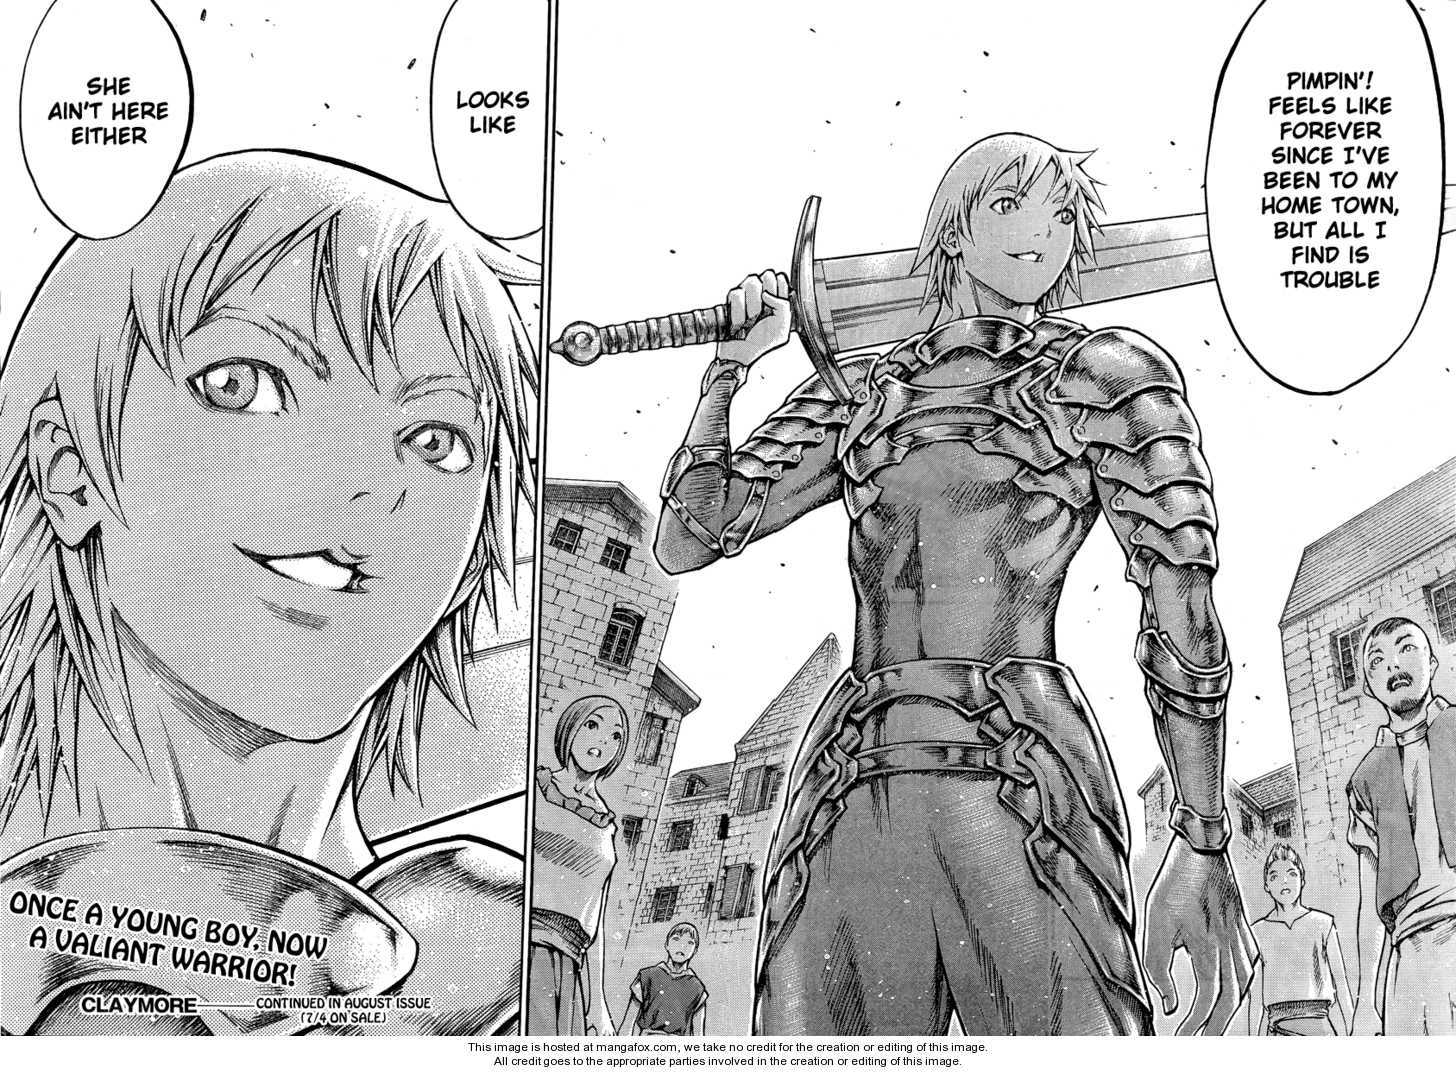 PIMPIN'!
FEELS LIKE
FOREVER
SINCE I'VE
BEEN TO MY
HOME TOWN,
BUT ALL I
FIND IS
TROUBLE
LOOKS
LIKE
SHE
AIN'T HERE
EITHER
ONCE A YOUNG BOY, NOW
A VALIANT WARRIOR!
CLAYMORE
CONTINUED IN AUGUST ISSUE
(7/4 ON SALE)
This image is hosted at mangafox.com, we take no credit for the creation or editing of this image.
All credit goes to the appropriate parties involved in the creation or editing of this image.